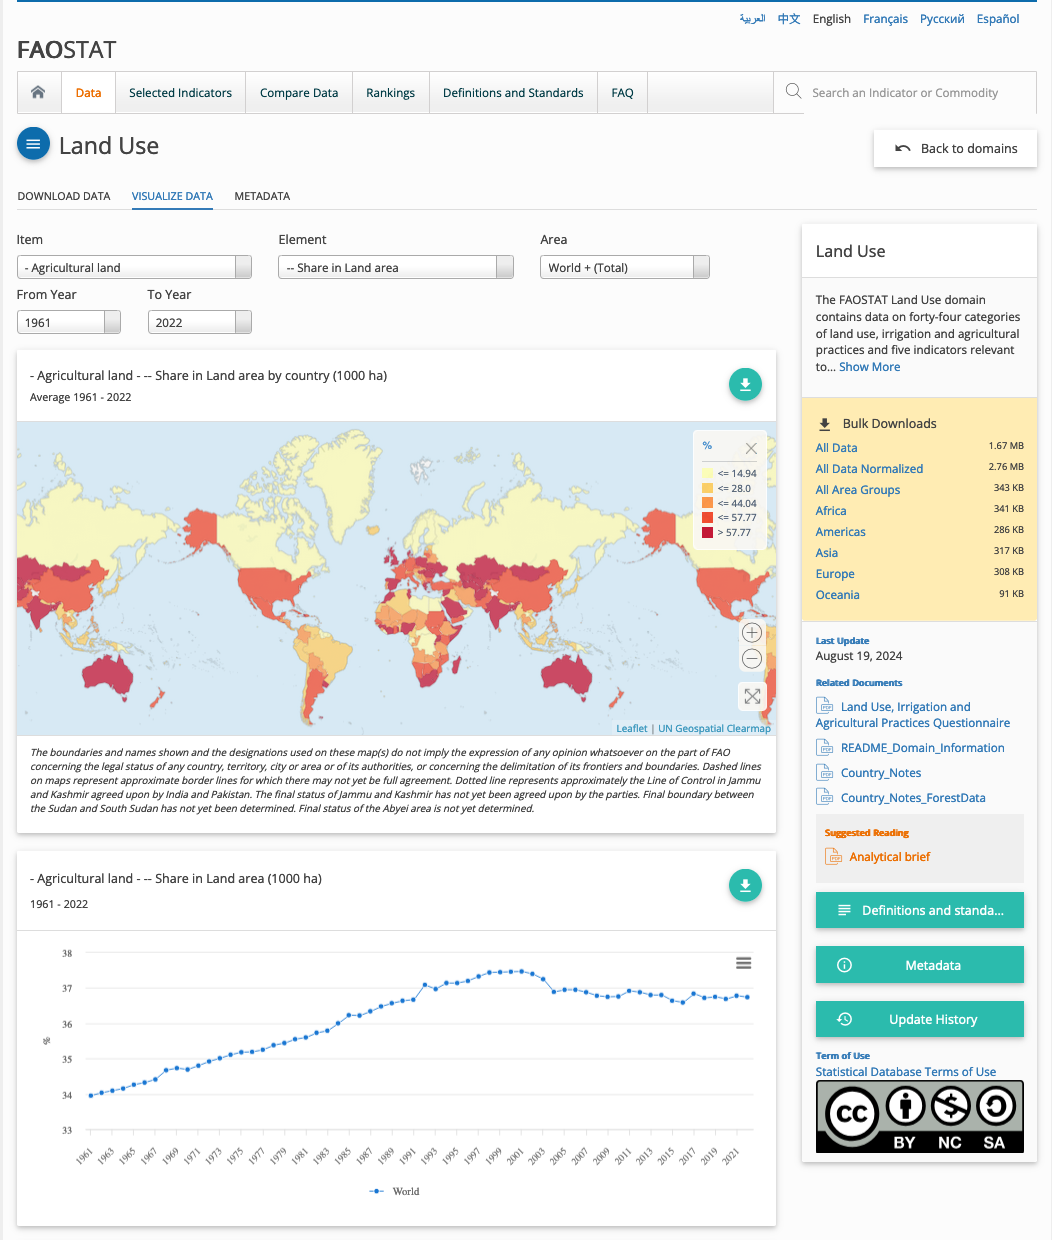 العربية 中文 English Français Русский Español
FAOSTAT
Data Selected Indicators Compare Data Rankings Definitions and Standards FAQ Search an Indicator or Commodity
Land Use
Back to domains
DOWNLOAD DATA VISUALIZE DATA METADATA
Item Element Area
- Agricultural land -- Share in Land area World + (Total)
From Year To Year
1961 2022
- Agricultural land - -- Share in Land area by country (1000 ha)
Average 1961 - 2022
%
<= 14.94
<= 28.0
<= 44.04
<= 57.77
> 57.77
Leaflet | UN Geospatial Clearmap
The boundaries and names shown and the designations used on these map(s) do not imply the expression of any opinion whatsoever on the part of FAO
concerning the legal status of any country, territory, city or area or of its authorities, or concerning the delimitation of its frontiers and boundaries. Dashed lines
on maps represent approximate border lines for which there may not yet be full agreement. Dotted line represents approximately the Line of Control in Jammu
and Kashmir agreed upon by India and Pakistan. The final status of Jammu and Kashmir has not yet been agreed upon by the parties. Final boundary between
the Sudan and South Sudan has not yet been determined. Final status of the Abyei area is not yet determined.
- Agricultural land - -- Share in Land area (1000 ha)
1961 - 2022
38
37
36
35
34
33
%
1961 1963 1965 1967 1969 1971 1973 1975 1977 1979 1981 1983 1985 1987 1989 1991 1993 1995 1997 1999 2001 2003 2005 2007 2009 2011 2013 2015 2017 2019 2021
World
Land Use
The FAOSTAT Land Use domain
contains data on forty-four categories
of land use, irrigation and agricultural
practices and five indicators relevant
to... Show More
Bulk Downloads
All Data 1.67 MB
All Data Normalized 2.76 MB
All Area Groups 343 KB
Africa 341 KB
Americas 286 KB
Asia 317 KB
Europe 308 KB
Oceania 91 KB
Last Update
August 19, 2024
Related Documents
PDF Land Use, Irrigation and
Agricultural Practices Questionnaire
PDF README_Domain_Information
PDF Country_Notes
PDF Country_Notes_ForestData
Suggested Reading
PDF Analytical brief
Definitions and standa...
Metadata
Update History
Term of Use
Statistical Database Terms of Use
cc
BY NC SA